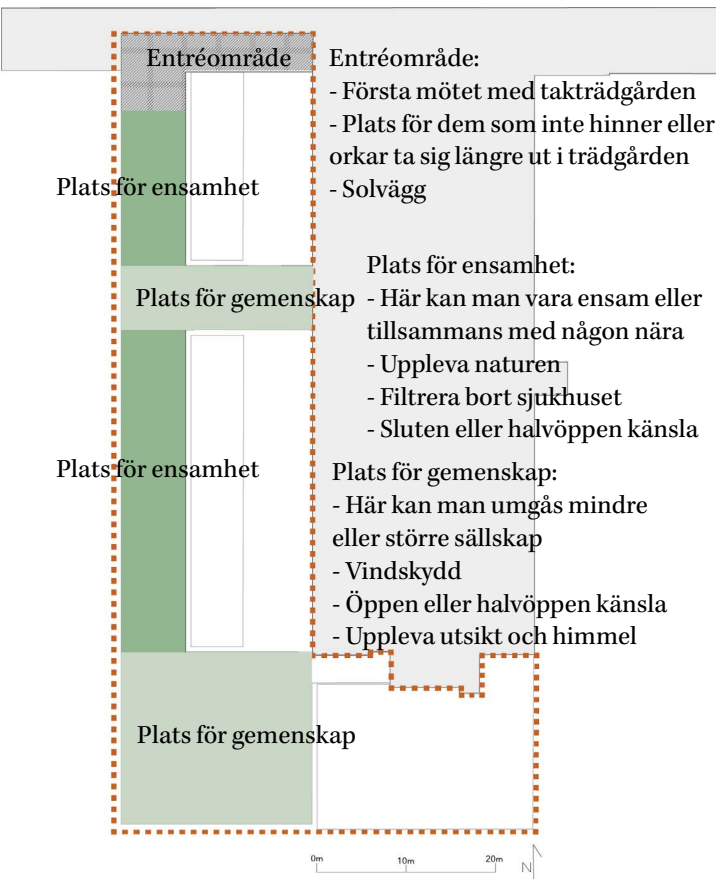 Entréområde
Plats för ensamhet
Plats för gemenskap
Plats för ensamhet
Plats för gemenskap
Entréområde:
- Första mötet med takträdgården
- Plats för dem som inte hinner eller
orkar ta sig längre ut i trädgården
- Solvägg
Plats för ensamhet:
- Här kan man vara ensam eller
tillsammans med någon nära
- Uppleva naturen
- Filtrera bort sjukhuset
- Sluten eller halvöppen känsla
Plats för gemenskap:
- Här kan man umgås mindre
eller större sällskap
- Vindskydd
- Öppen eller halvöppen känsla
- Uppleva utsikt och himmel
0m 10m 20m
N